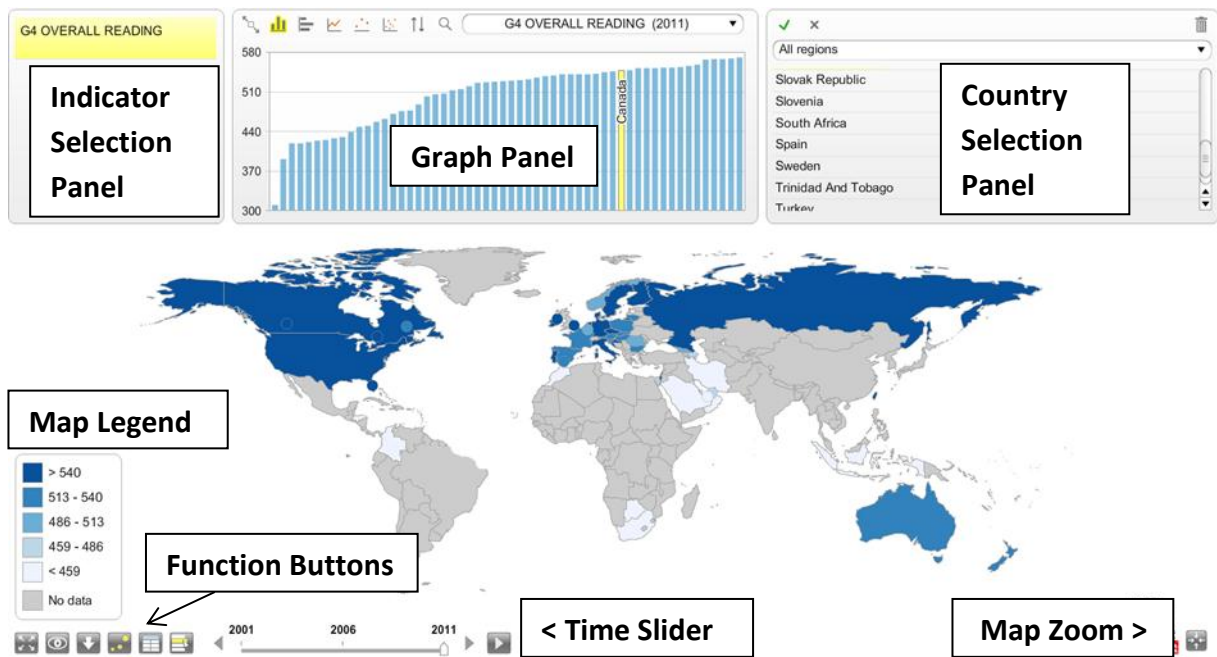 G4 OVERALL READING
Indicator
Selection
Panel
G4 OVERALL READING (2011)
580
510
440
370
300
Canada
Graph Panel
All regions
Slovak Republic
Slovenia
South Africa
Spain
Sweden
Trinidad And Tobago
Turkey
Country
Selection
Panel
Map Legend
> 540
513 - 540
486 - 513
459 - 486
< 459
No data
Function Buttons
2001
2006
2011
< Time Slider
Map Zoom >